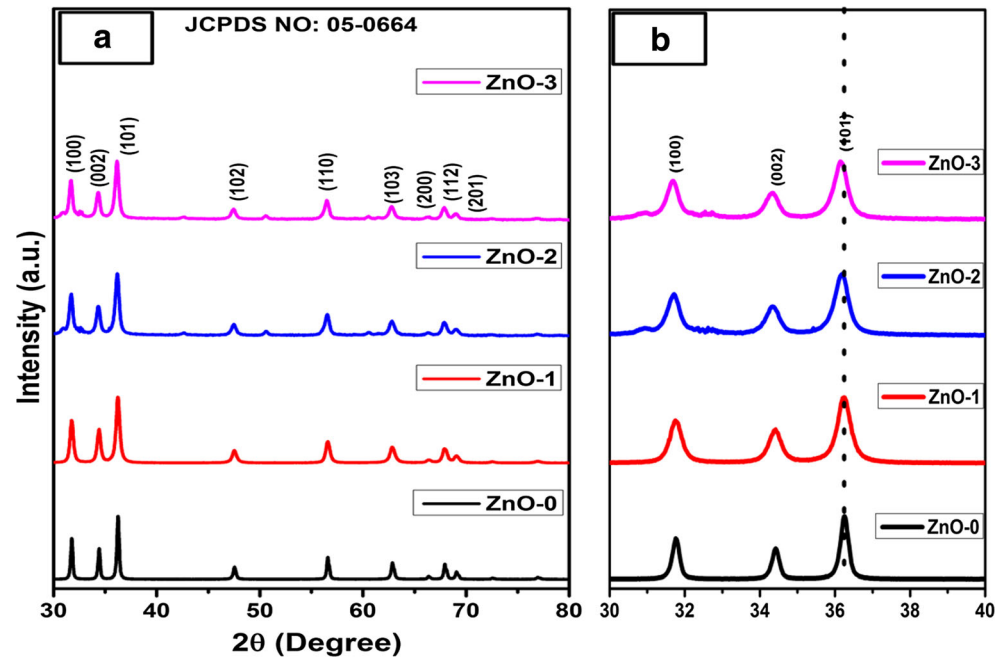 a
JCPDS NO: 05-0664
ZnO-3
(100)
(002)
(101)
(102)
(110)
(103)
(200)
(112)
(201)
ZnO-2
ZnO-1
ZnO-0
Intensity (a.u.)
30 40 50 60 70 80
2θ (Degree)
b
(100)
(002)
(101)
ZnO-3
ZnO-2
ZnO-1
ZnO-0
30 32 34 36 38 40